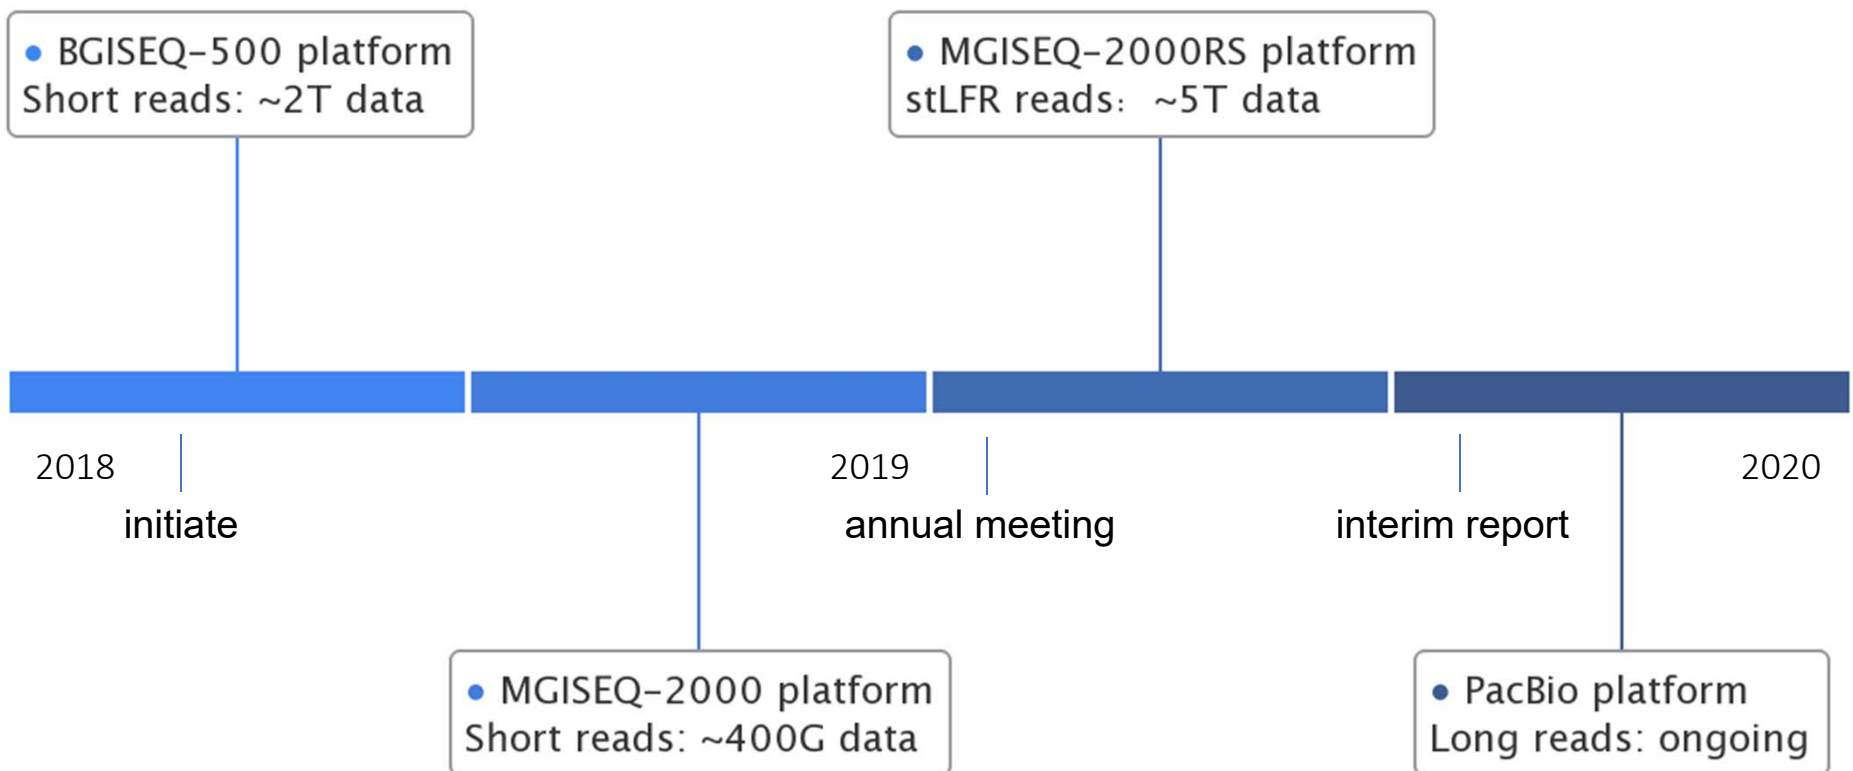 • BGISEQ-500 platform
Short reads: ~2T data
• MGISEQ-2000RS platform
stLFR reads: ~5T data
2018
2019
2020
initiate
annual meeting
interim report
• MGISEQ-2000 platform
Short reads: ~400G data
• PacBio platform
Long reads: ongoing